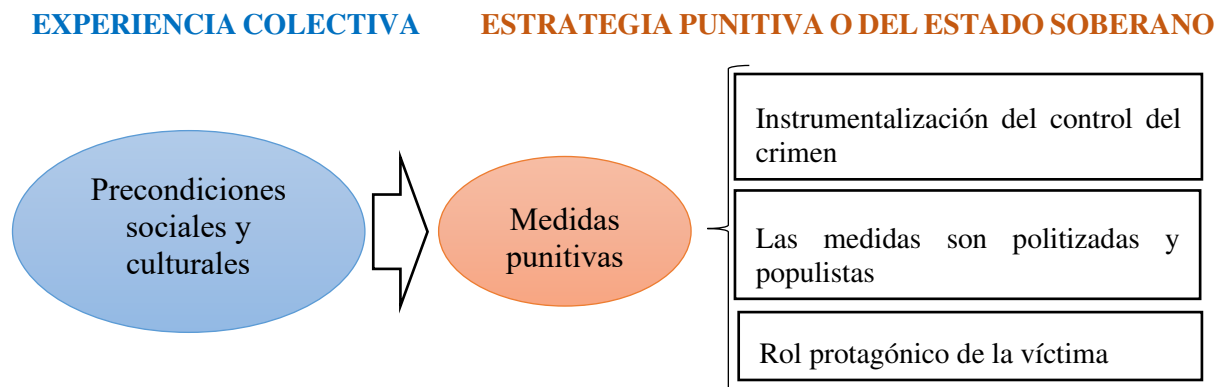 EXPERIENCIA COLECTIVA
ESTRATEGIA PUNITIVA O DEL ESTADO SOBERANO
Precondiciones
sociales y
culturales
Medidas
punitivas
Instrumentalización del control del
crimen
Las medidas son politizadas y
populistas
Rol protagónico de la víctima